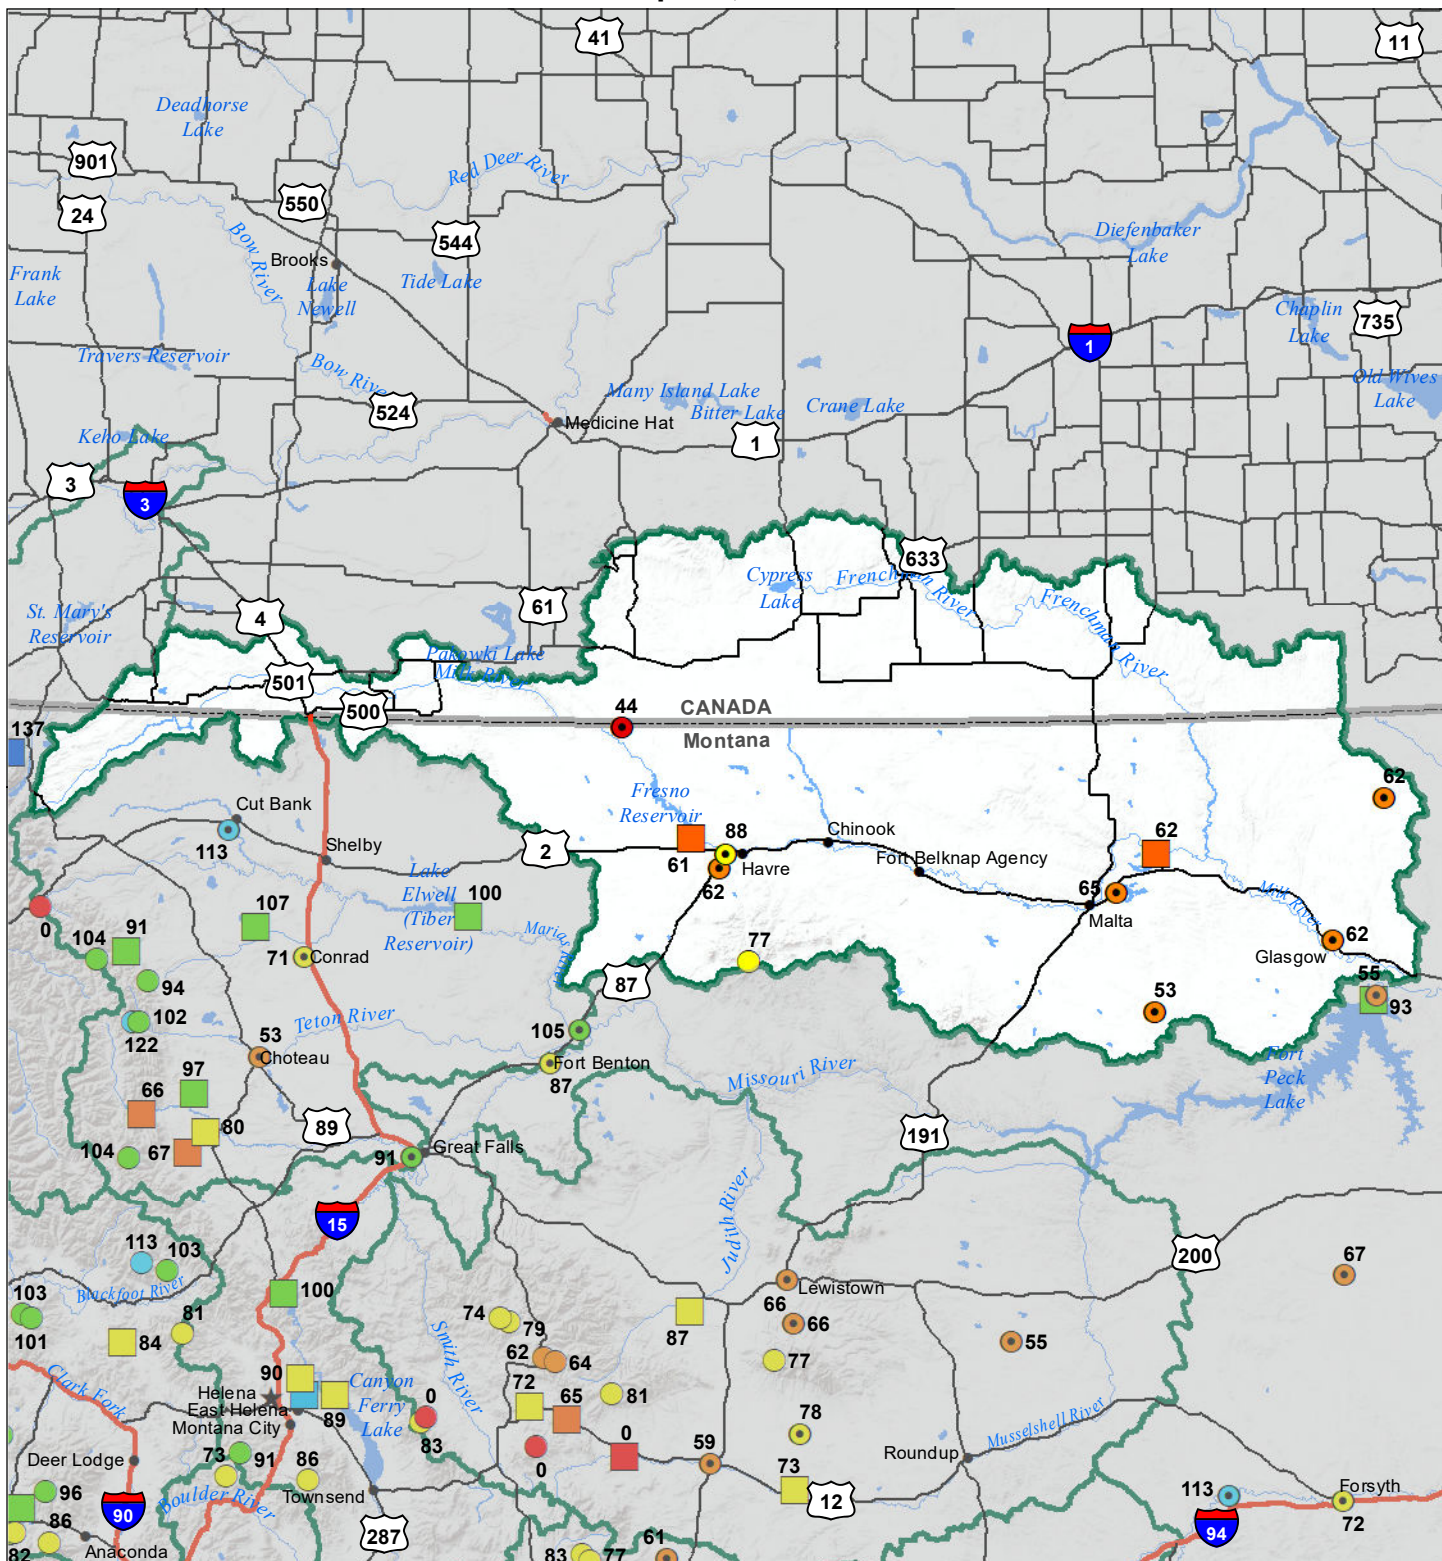 41
11
Deadhorse
Lake
901
Red Deer River
24
550
544
Bow River
Brooks
Diefenbaker
Lake
Frank
Lake
Lake
Newell
Tide Lake
Chaplin
Lake
735
1
Travers Reservoir
Bow River
Many Island Lake
Bitter Lake
Crane Lake
Old Wives
Lake
524
Medicine Hat
1
Keho Lake
3
3
633
Cypress
Lake
Frenchman River
Frenchman River
61
4
St. Mary's
Reservoir
Pakowki Lake
Milk River
501
500
44
CANADA
Montana
137
62
Fresno
Reservoir
Cut Bank
113
Shelby
2
88
61
62
Havre
Chinook
Fort Belknap Agency
62
65
Malta
Milk River
Lake
Elwell
(Tiber
Reservoir)
100
107
0
91
104
94
71
Conrad
Marias River
77
87
62
Glasgow
55
93
53
102
122
Teton River
105
53
Choteau
Fort Benton
87
Missouri River
Fort
Peck
Lake
97
66
80
89
104
67
91
Great Falls
191
15
Judith River
113
103
Blackfoot River
200
67
103
101
100
81
84
74
79
Smith River
87
Lewistown
66
66
55
62
64
77
Clark Fork
90
Helena
East Helena
Montana City
89
Canyon
Ferry
Lake
0
83
72
65
81
0
0
78
59
Musselshell River
Roundup
Deer Lodge
73
91
86
Townsend
73
12
113
Forsyth
72
94
96
90
Boulder River
86
82
Anaconda
287
83
77
61